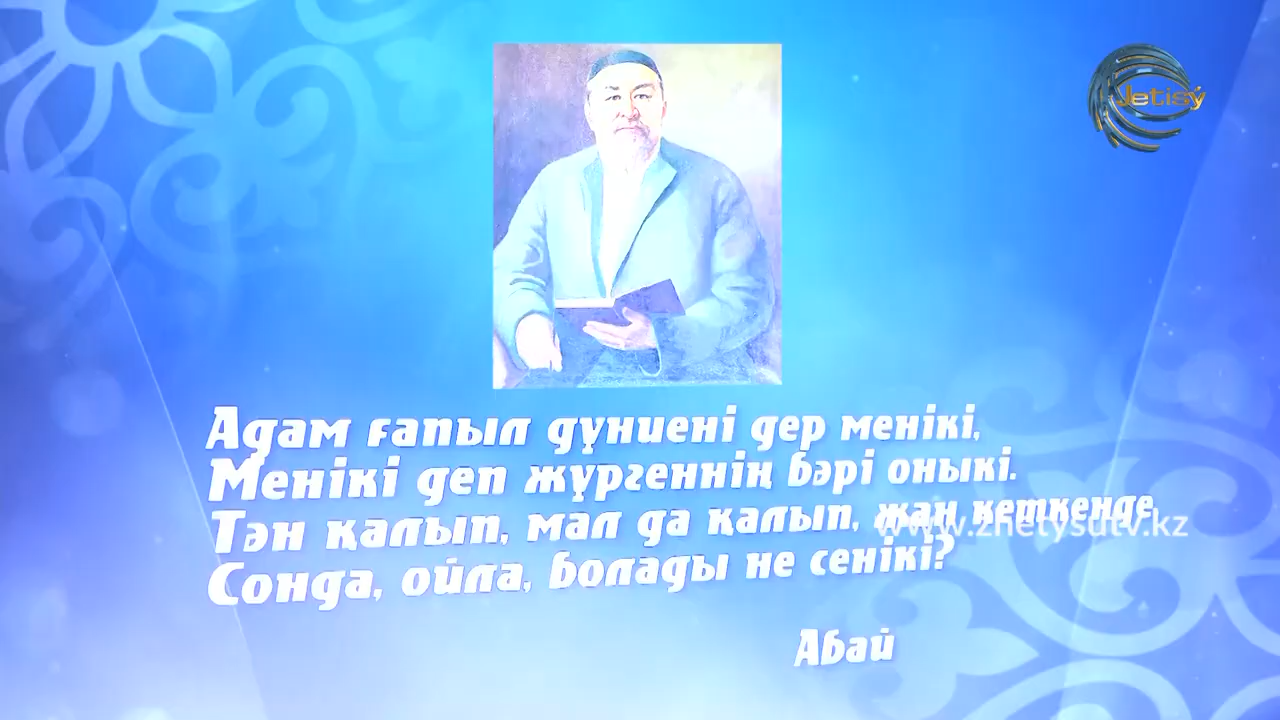 Jetisý
Адам ғапыл дүниені дер менікі,
Менікі деп жүргеннің бәрі оныкі.
Тән қалып, мал да қалып, жан кеткенде
www.zhetysutv.kz
Сонда, ойла, болады не сенікі?
Абай